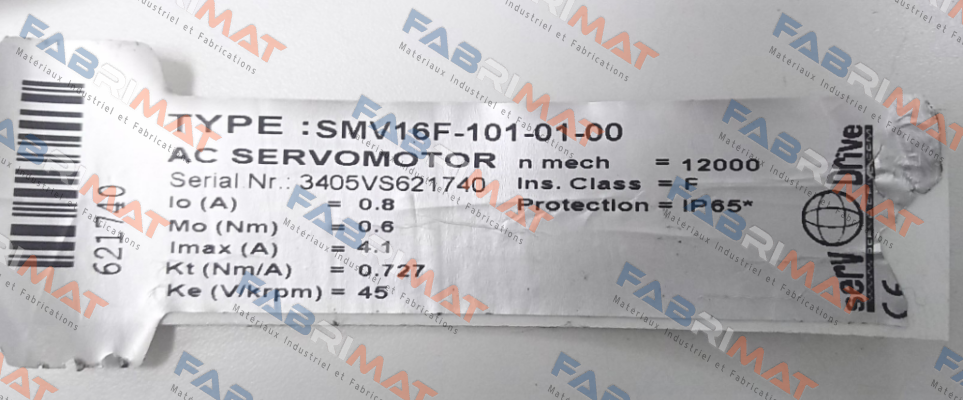 TYPE : SMV16F-101-01-00
AC SERVOMOTOR
Serial Nr.: 3405VS621740
Io (A) = 0.8
Mo (Nm) = 0.6
Imax (A) = 4.1
Kt (Nm/A) = 0.727
Ke (V/krpm) = 45
n mech = 12000
Ins. Class = F
Protection = IP65*
621740
serv Drive
CE
FABRIMAT
Matériaux Industriel et Fabrications